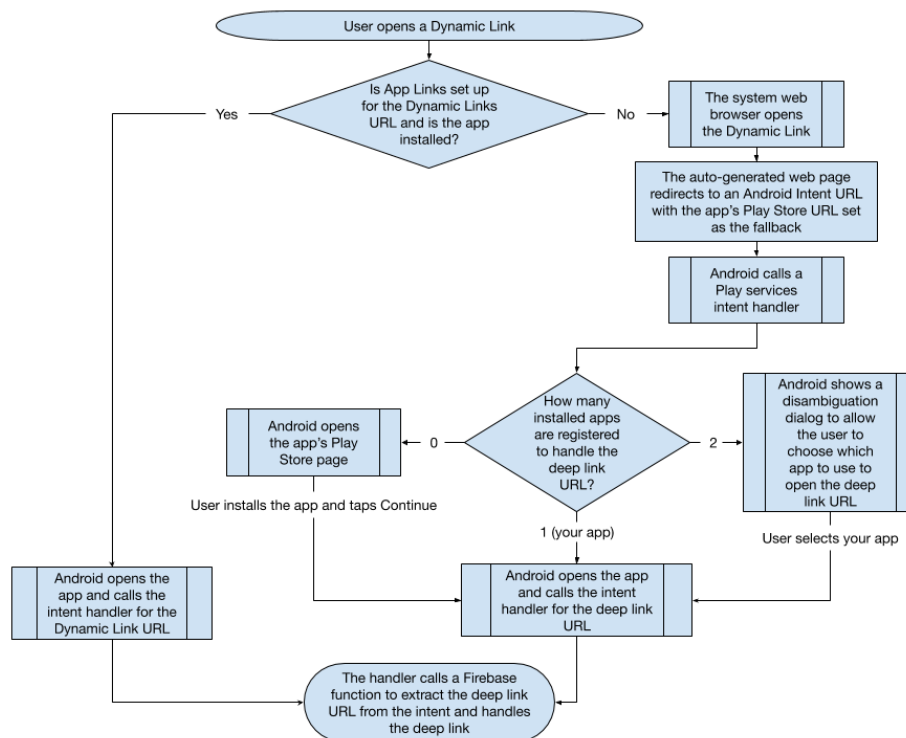 User opens a Dynamic Link
Is App Links set up
for the Dynamic Links
URL and is the app
installed?
Yes
No
The system web
browser opens
the Dynamic Link
The auto-generated web page
redirects to an Android Intent URL
with the app's Play Store URL set
as the fallback
Android calls a
Play services
intent handler
How many
installed apps
are registered
to handle the
deep link
URL?
0
2
1 (your app)
Android opens
the app's Play
Store page
User installs the app and taps Continue
Android shows a
disambiguation
dialog to allow
the user to
choose which
app to use to
open the deep
link URL
User selects your app
Android opens the
app and calls the
intent handler for the
Dynamic Link URL
Android opens the app
and calls the intent
handler for the deep link
URL
The handler calls a Firebase
function to extract the deep link
URL from the intent and handles
the deep link